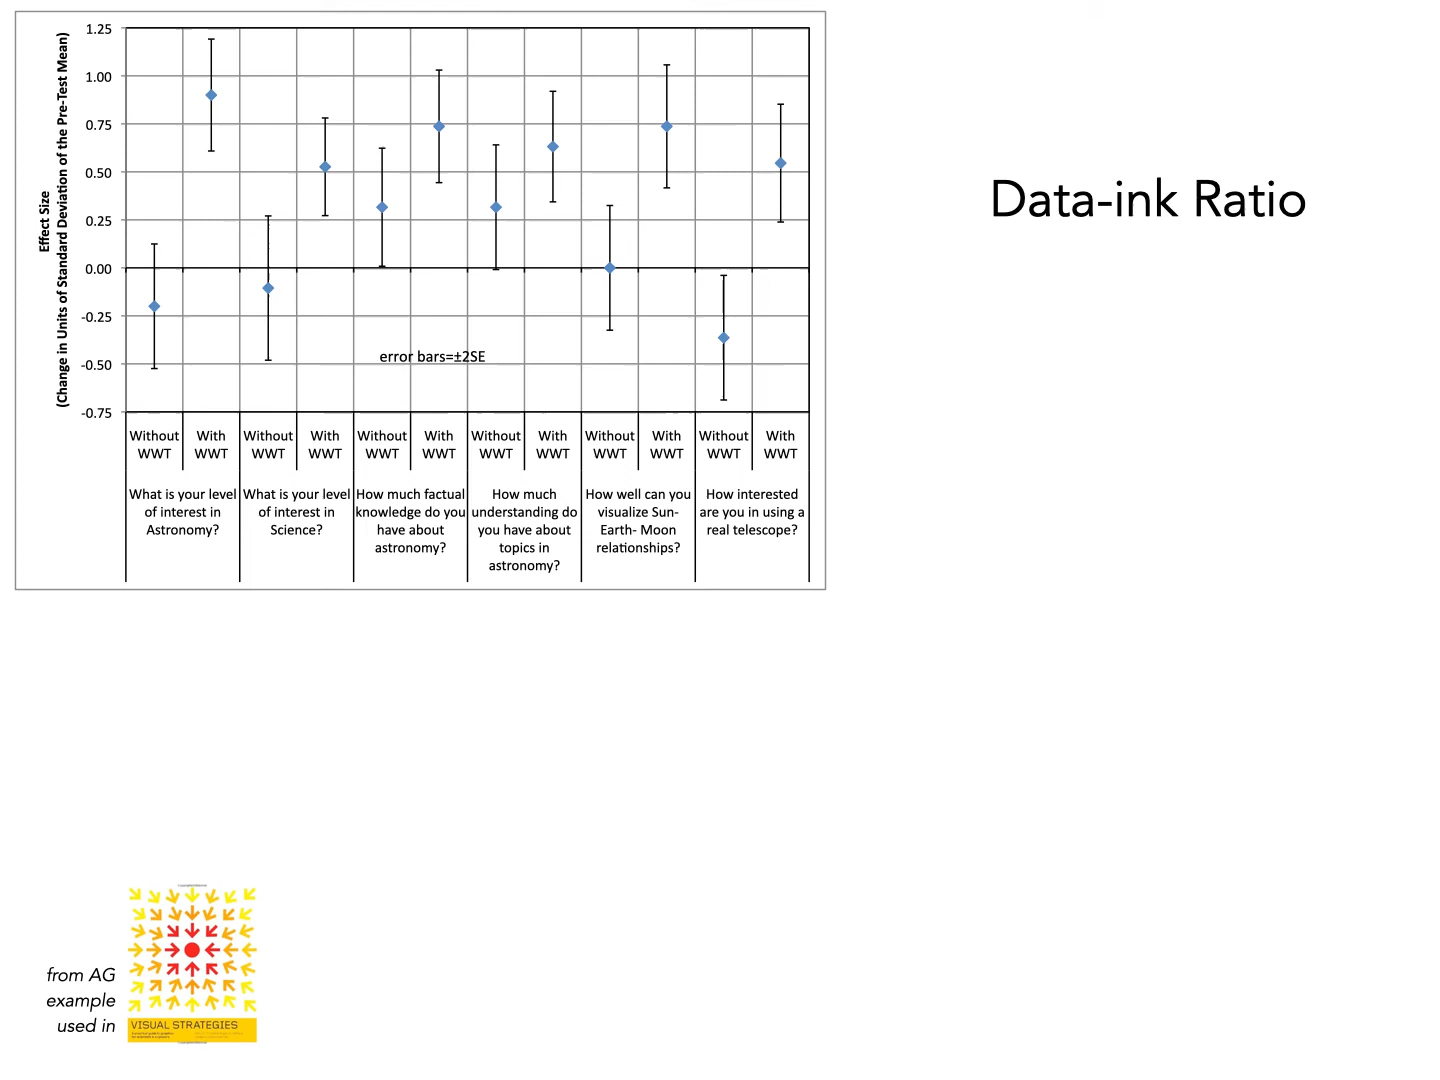 Effect Size
(Change in Units of Standard Deviation of the Pre-Test Mean)
1.25
1.00
0.75
0.50
0.25
0.00
-0.25
-0.50
-0.75
error bars=±2SE
Without WWT
With WWT
Without WWT
With WWT
Without WWT
With WWT
Without WWT
With WWT
Without WWT
With WWT
Without WWT
With WWT
What is your level
of interest in
Astronomy?
What is your level
of interest in
Science?
How much factual
knowledge do you
have about
astronomy?
How much
understanding do
you have about
topics in
astronomy?
How well can you
visualize Sun-
Earth- Moon
relationships?
How interested
are you in using a
real telescope?
Data-ink Ratio
from AG
example
used in
VISUAL STRATEGIES